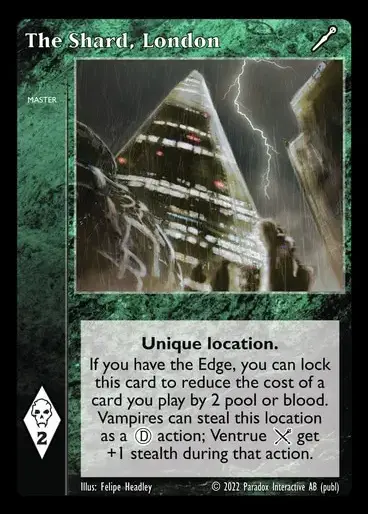 The Shard, London
MASTER
Unique location.
If you have the Edge, you can lock
this card to reduce the cost of a
card you play by 2 pool or blood.
Vampires can steal this location
as a Ⓓ action; Ventrue get
+1 stealth during that action.
2
Illus: Felipe Headley © 2022 Paradox Interactive AB (publ)